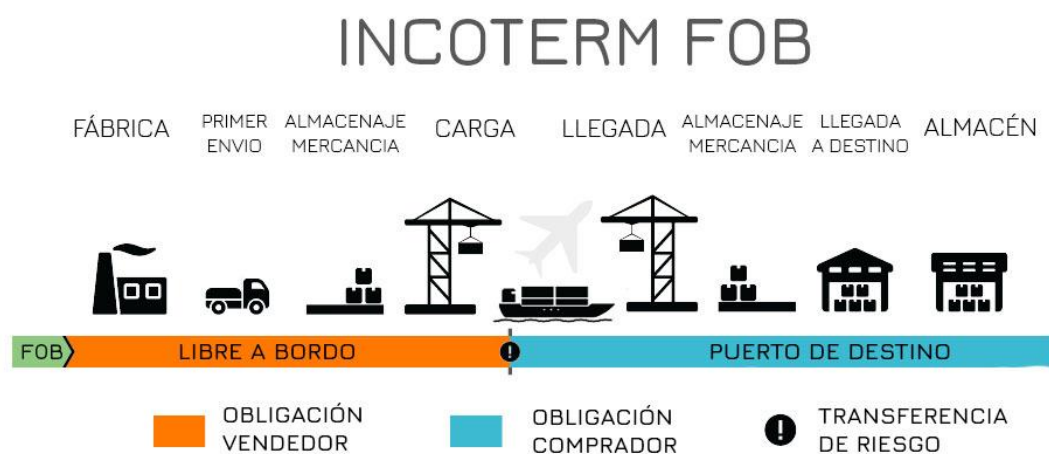 INCOTERM FOB
FÁBRICA
PRIMER
ENVIO
ALMACENAJE
MERCANCIA
CARGA
LLEGADA
ALMACENAJE
MERCANCIA
LLEGADA
A DESTINO
ALMACÉN
FOB
LIBRE A BORDO
!
PUERTO DE DESTINO
OBLIGACIÓN
VENDEDOR
OBLIGACIÓN
COMPRADOR
!
TRANSFERENCIA
DE RIESGO